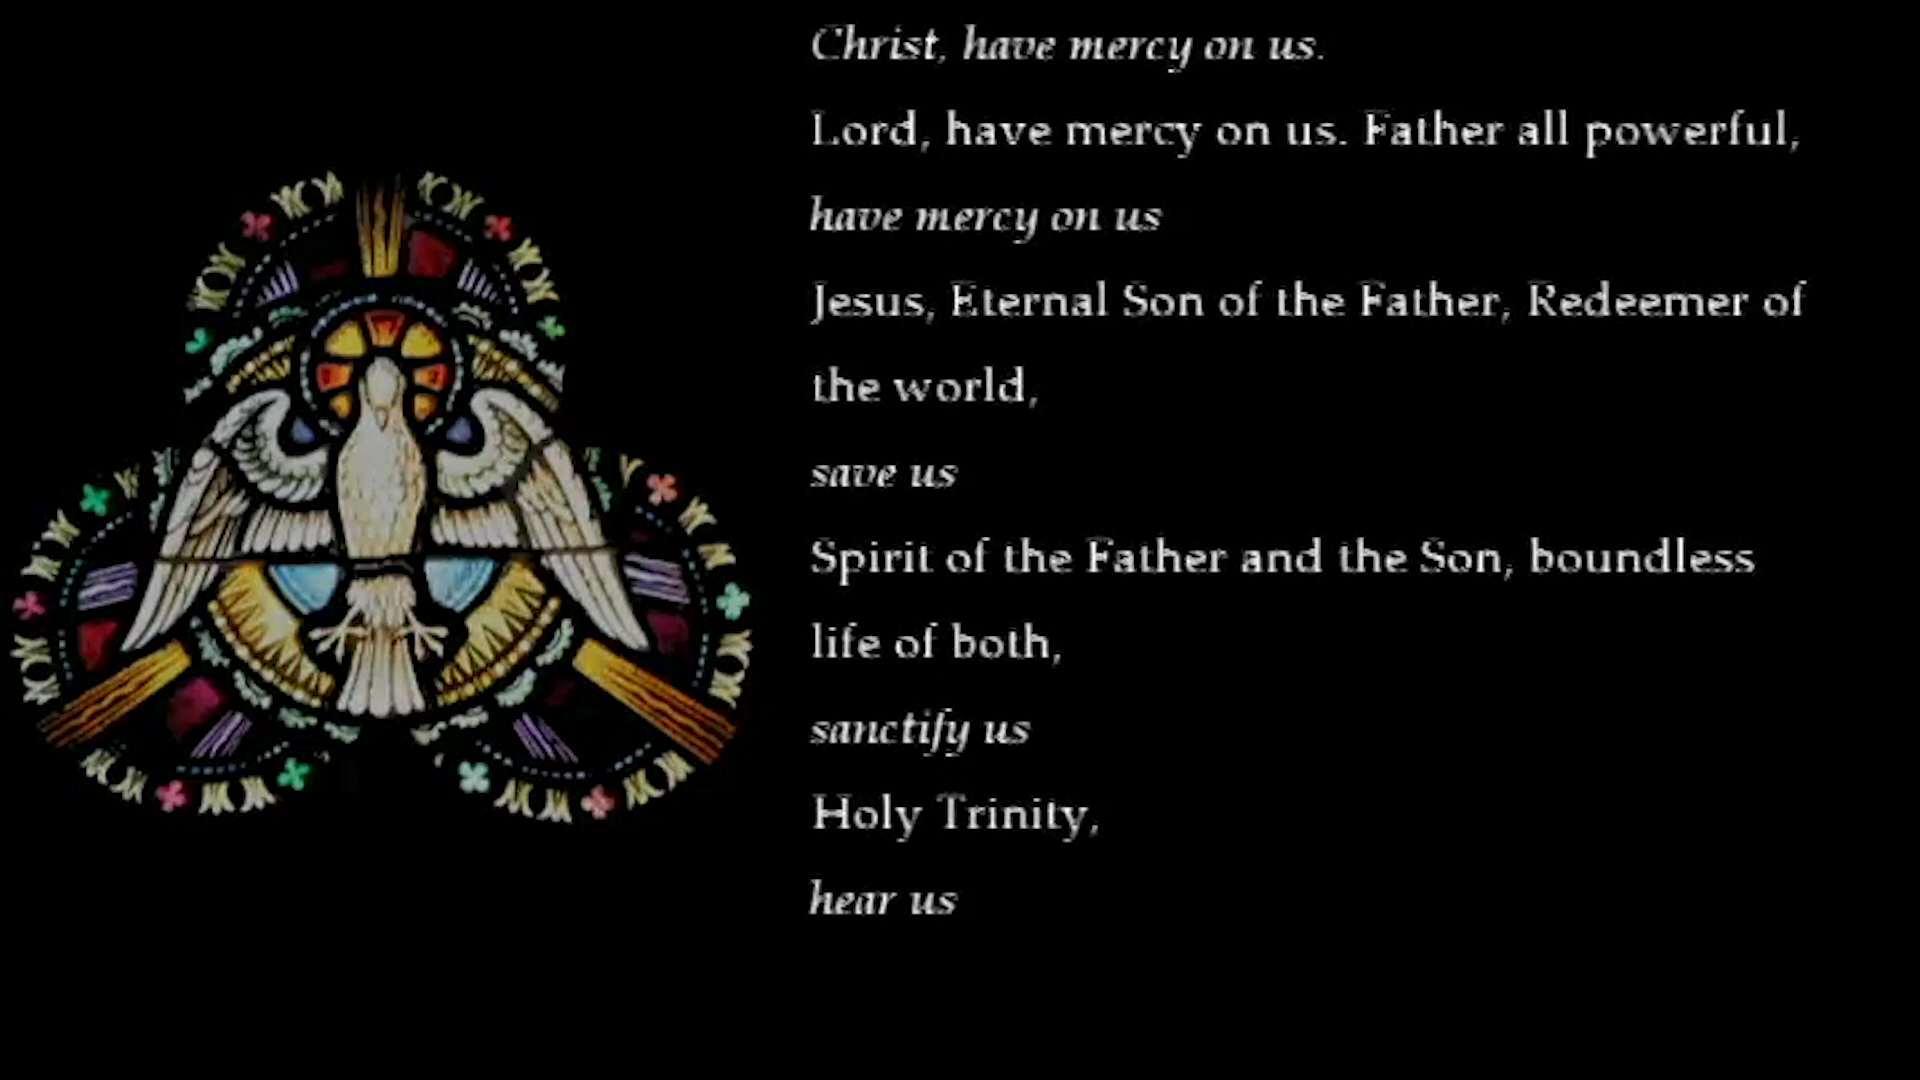 Christ, have mercy on us.
Lord, have mercy on us. Father all powerful,
have mercy on us
Jesus, Eternal Son of the Father, Redeemer of
the world,
save us
Spirit of the Father and the Son, boundless
life of both,
sanctify us
Holy Trinity,
hear us